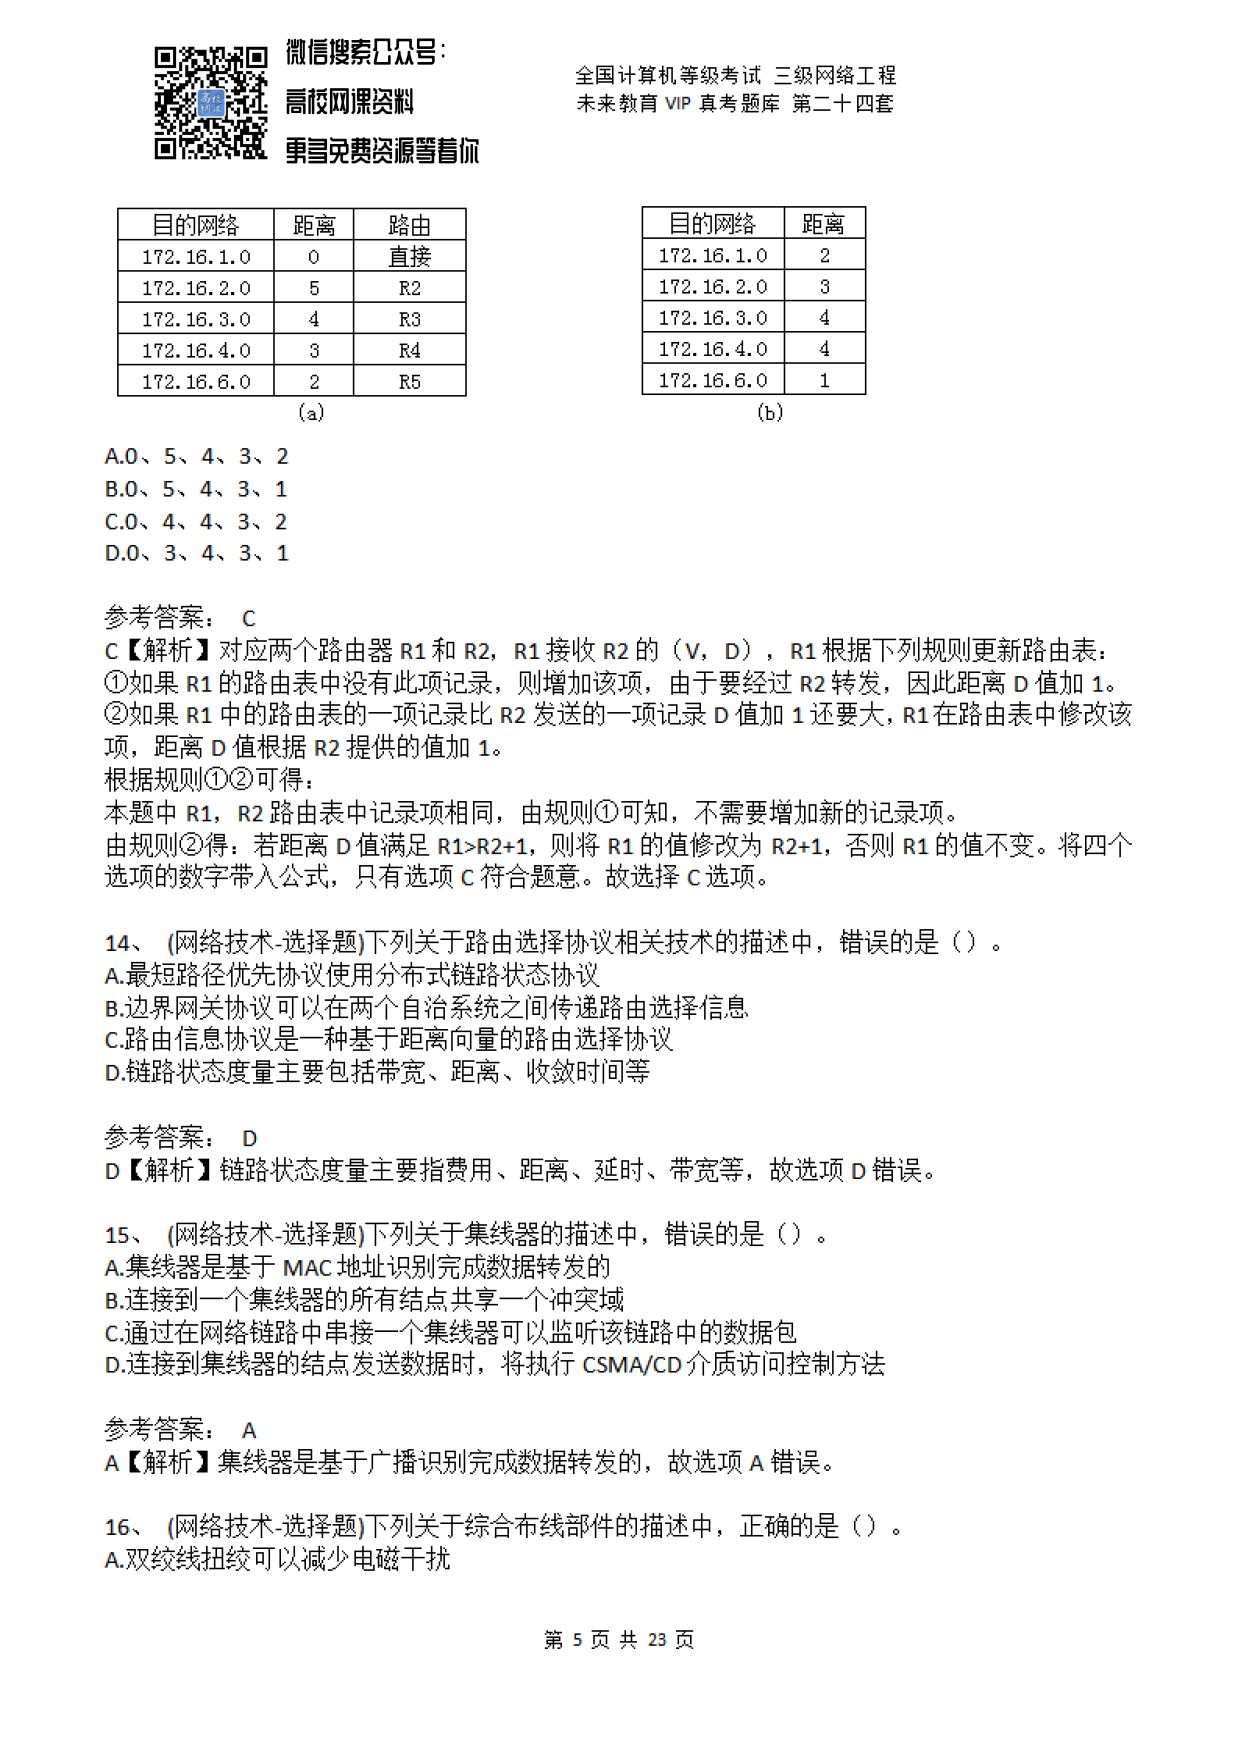 微信搜索公众号：
高校网课资料
更多免费资源等着你
高校
网课
全国计算机等级考试 三级网络工程
未来教育 VIP 真考题库 第二十四套
目的网络 距离 路由
172.16.1.0 0 直接
172.16.2.0 5 R2
172.16.3.0 4 R3
172.16.4.0 3 R4
172.16.6.0 2 R5
(a)
目的网络 距离
172.16.1.0 2
172.16.2.0 3
172.16.3.0 4
172.16.4.0 4
172.16.6.0 1
(b)
A.0、5、4、3、2
B.0、5、4、3、1
C.0、4、4、3、2
D.0、3、4、3、1
参考答案： C
C【解析】对应两个路由器 R1 和 R2，R1 接收 R2 的（V，D），R1 根据下列规则更新路由表：
①如果 R1 的路由表中没有此项记录，则增加该项，由于要经过 R2 转发，因此距离 D 值加 1。
②如果 R1 中的路由表的一项记录比 R2 发送的一项记录 D 值加 1 还要大，R1 在路由表中修改该
项，距离 D 值根据 R2 提供的值加 1。
根据规则①②可得：
本题中 R1，R2 路由表中记录项相同，由规则①可知，不需要增加新的记录项。
由规则②得：若距离 D 值满足 R1>R2+1，则将 R1 的值修改为 R2+1，否则 R1 的值不变。将四个
选项的数字带入公式，只有选项 C 符合题意。故选择 C 选项。
14、 (网络技术-选择题)下列关于路由选择协议相关技术的描述中，错误的是（）。
A.最短路径优先协议使用分布式链路状态协议
B.边界网关协议可以在两个自治系统之间传递路由选择信息
C.路由信息协议是一种基于距离向量的路由选择协议
D.链路状态度量主要包括带宽、距离、收敛时间等
参考答案： D
D【解析】链路状态度量主要指费用、距离、延时、带宽等，故选项 D 错误。
15、 (网络技术-选择题)下列关于集线器的描述中，错误的是（）。
A.集线器是基于 MAC 地址识别完成数据转发的
B.连接到一个集线器的所有结点共享一个冲突域
C.通过在网络链路中串接一个集线器可以监听该链路中的数据包
D.连接到集线器的结点发送数据时，将执行 CSMA/CD 介质访问控制方法
参考答案： A
A【解析】集线器是基于广播识别完成数据转发的，故选项 A 错误。
16、 (网络技术-选择题)下列关于综合布线部件的描述中，正确的是（）。
A.双绞线扭绞可以减少电磁干扰
第 5 页 共 23 页